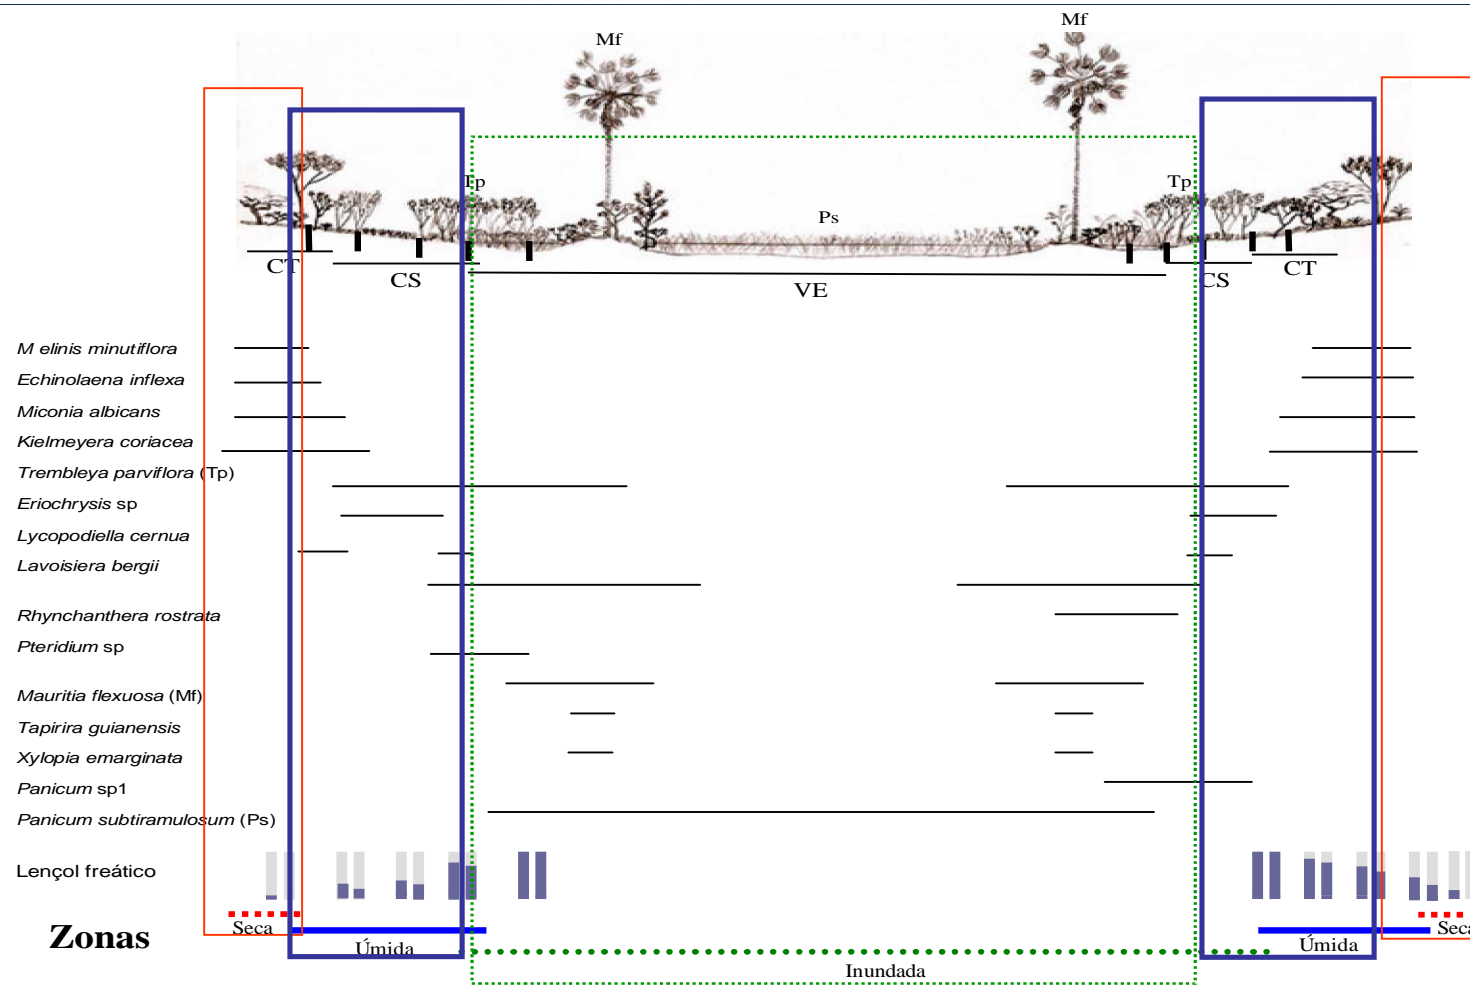 Mf
Mf
Tp
Tp
Ps
CT
CS
VE
CS
CT
M elinis minutiflora
Echinolaena inflexa
Miconia albicans
Kielmeyera coriacea
Trembleya parviflora (Tp)
Eriochrysis sp
Lycopodiella cernua
Lavoisiera bergii
Rhynchanthera rostrata
Pteridium sp
Mauritia flexuosa (Mf)
Tapirira guianensis
Xylopia emarginata
Panicum sp1
Panicum subtiramulosum (Ps)
Lençol freático
Zonas
Seca
Úmida
Inundada
Úmida
Seca